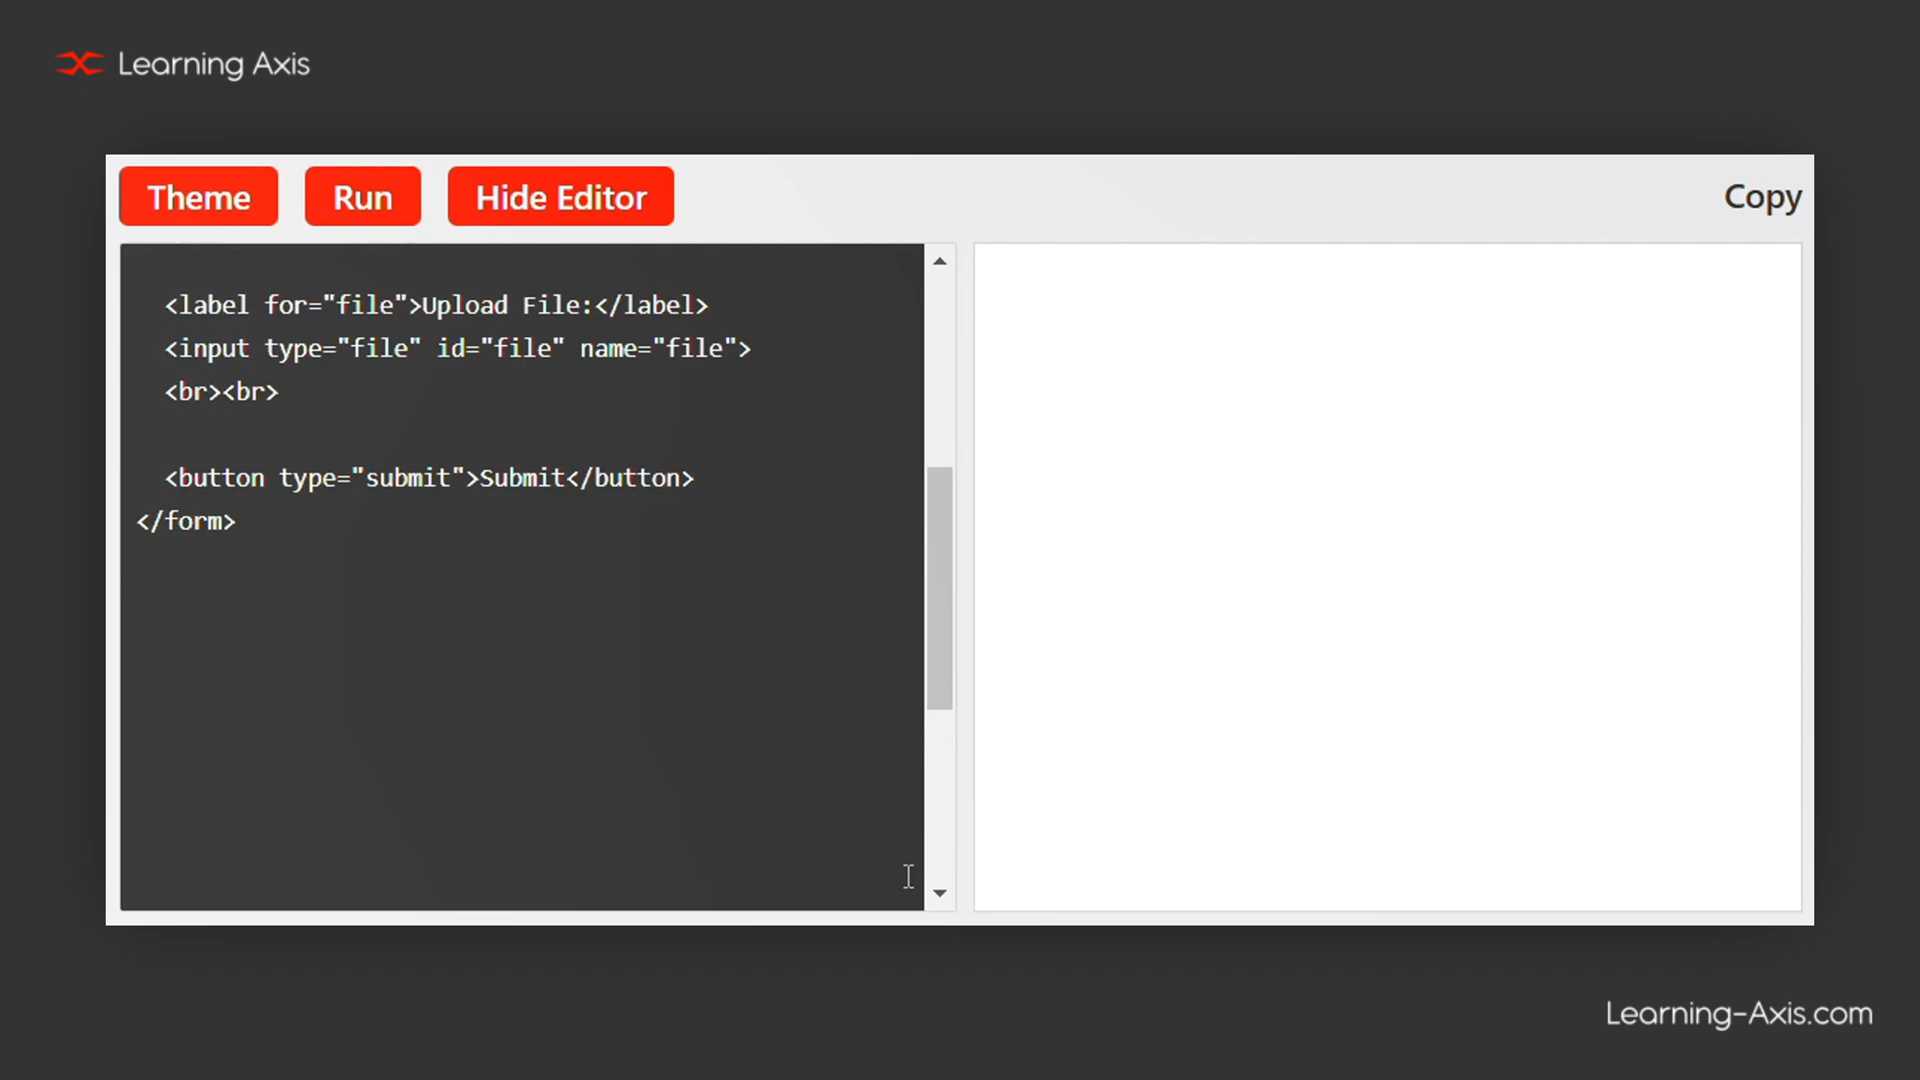 Learning Axis
Theme Run Hide Editor Copy
<label for="file">Upload File:</label>
<input type="file" id="file" name="file">
<br><br>
<button type="submit">Submit</button>
</form>
Learning-Axis.com